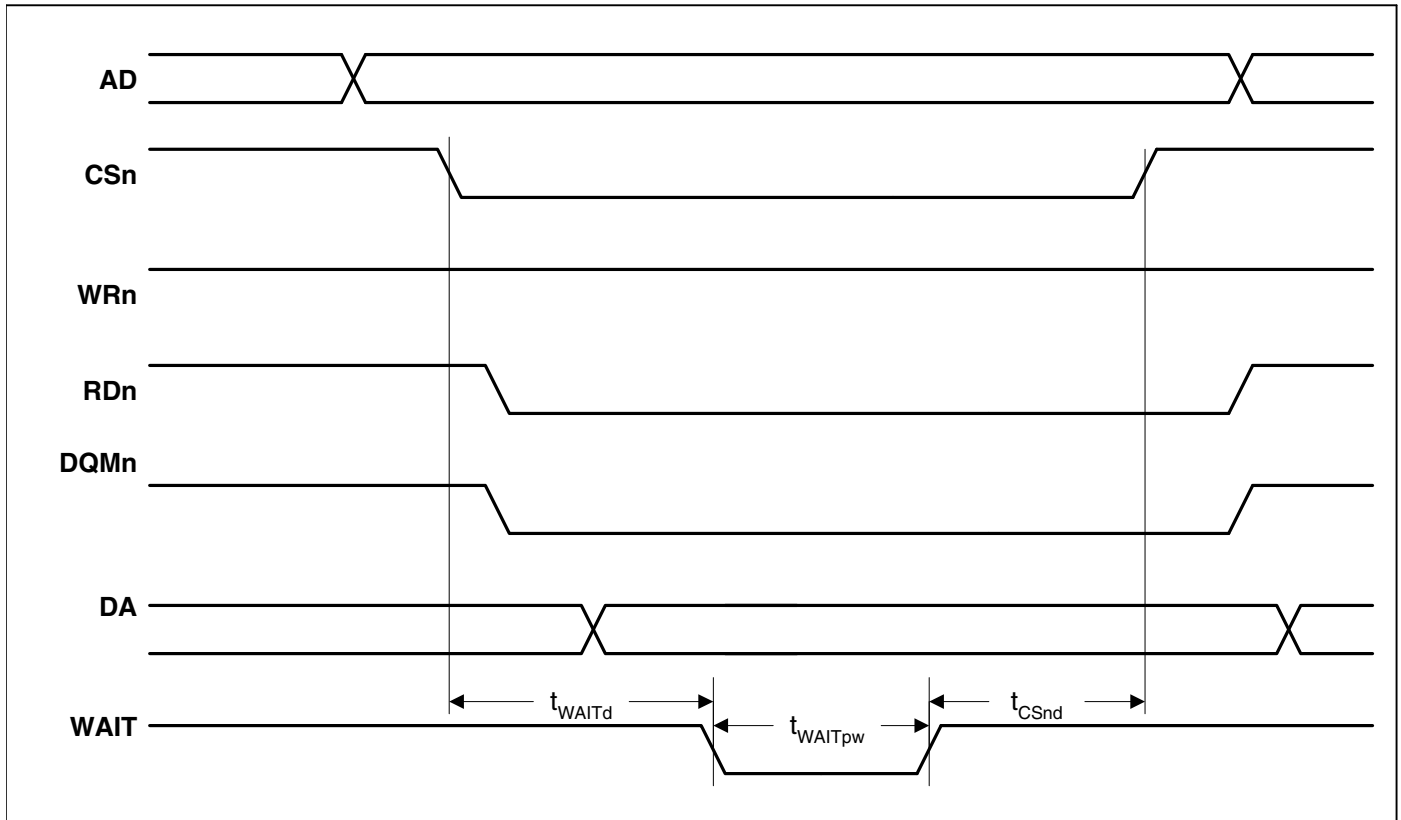 AD
CSn
WRn
RDn
DQMn
DA
tWAITd
tCSnd
WAIT
tWAITpw